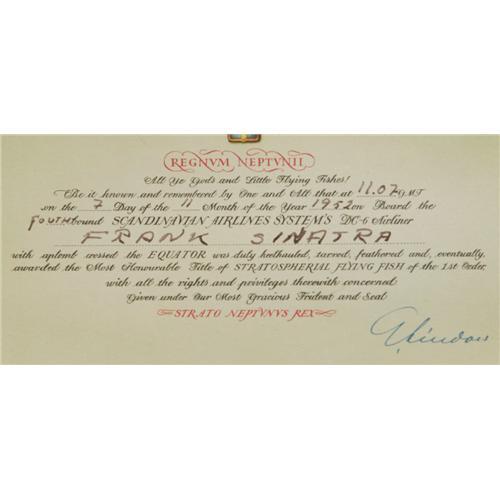 REGNVM NEPTVNII
All Ye Gods and Little Flying Fishes!
Be it known and remembered by One and All that at 11.07 GMT
on the 7 Day of the 11 Month of the Year 1952 on Board the
South bound SCANDINAVIAN AIRLINES SYSTEM'S DC-6 Airliner
FRANK SINATRA
with aplomb crossed the EQUATOR was duly keelhauled, tarred, feathered and, eventually,
awarded the Most Honourable Title of STRATOSPHERIAL FLYING FISH of the 1st Order,
with all the rights and privileges therewith concerned
Given under Our Most Gracious Trident and Seal
STRATO NEPTVNVS REX